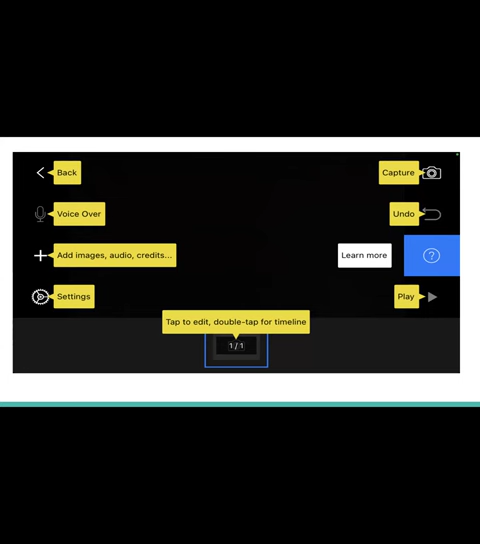 Back
Capture
Voice Over
Undo
Add images, audio, credits...
Learn more
?
Settings
Play
Tap to edit, double-tap for timeline
1 / 1